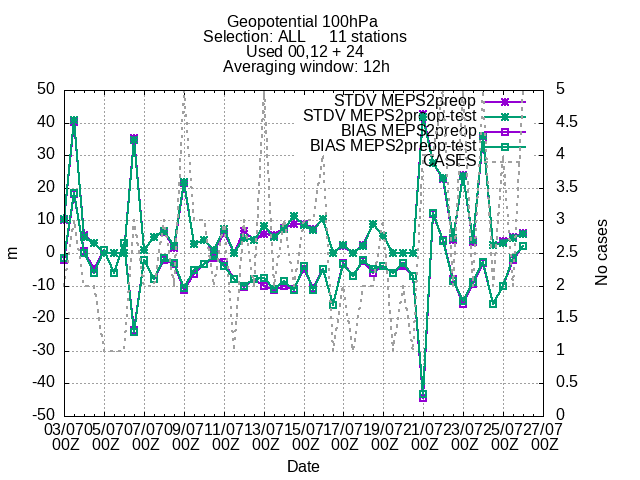 Geopotential 100hPa
Selection: ALL 11 stations
Used 00,12 + 24
Averaging window: 12h
STDV MEPS2preop
STDV MEPS2preop-test
BIAS MEPS2preop
BIAS MEPS2preop-test
CASES
50
40
30
20
10
0
-10
-20
-30
-40
-50
m
5
4.5
4
3.5
3
2.5
2
1.5
1
0.5
0
No cases
03/07 05/07 07/07 09/07 11/07 13/07 15/07 17/07 19/07 21/07 23/07 25/07 27/07
00Z 00Z 00Z 00Z 00Z 00Z 00Z 00Z 00Z 00Z 00Z 00Z 00Z
Date